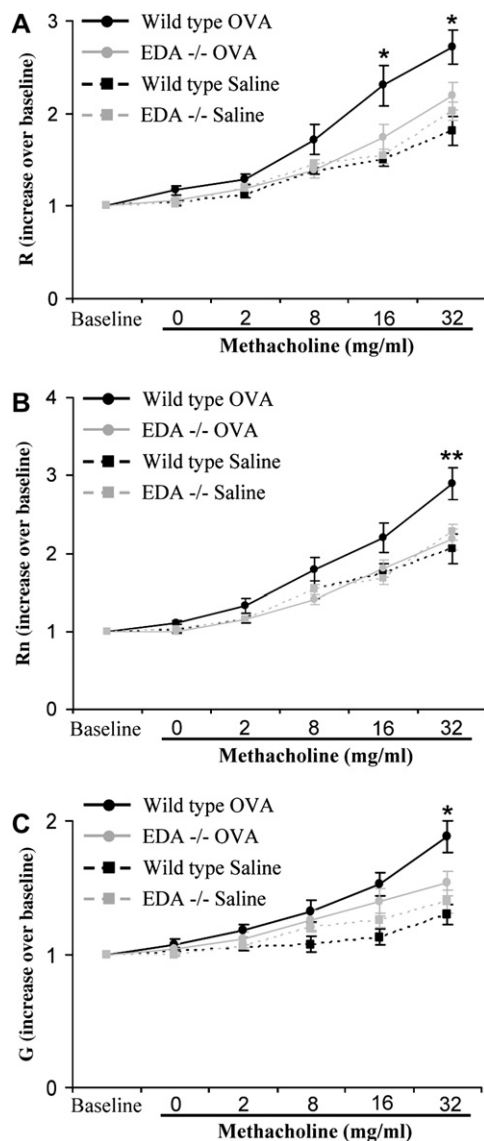 A
3
Wild type OVA
*
*
EDA -/- OVA
Wild type Saline
2
EDA -/- Saline
1
R (increase over baseline)
0
Baseline 0 2 8 16 32
Methacholine (mg/ml)
B
4
Wild type OVA
EDA -/- OVA
Wild type Saline
**
3
EDA -/- Saline
2
1
Rn (increase over baseline)
0
Baseline 0 2 8 16 32
Methacholine (mg/ml)
C
2
Wild type OVA
*
EDA -/- OVA
Wild type Saline
EDA -/- Saline
1
G (increase over baseline)
0
Baseline 0 2 8 16 32
Methacholine (mg/ml)